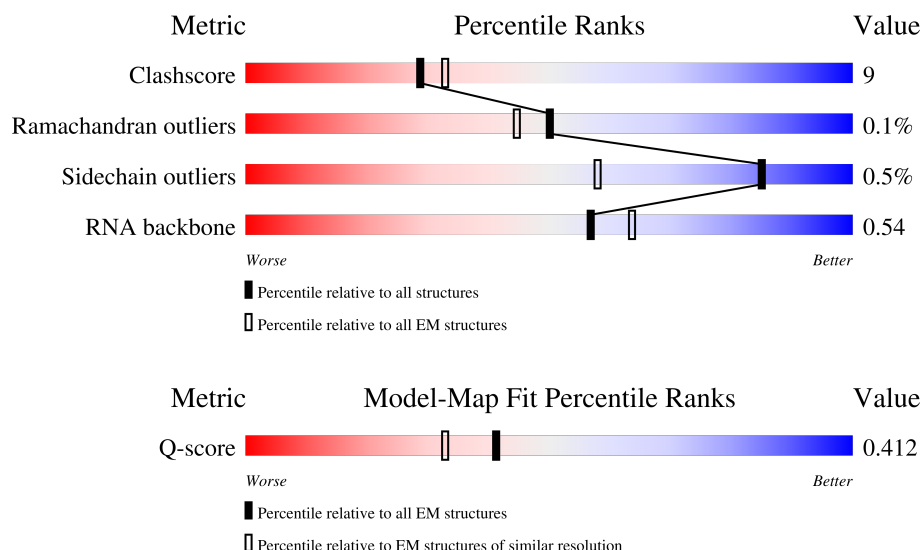 Metric Percentile Ranks Value
Clashscore 9
Ramachandran outliers 0.1%
Sidechain outliers 0.5%
RNA backbone 0.54
Worse Better
Percentile relative to all structures
Percentile relative to all EM structures
Metric Model-Map Fit Percentile Ranks Value
Q-score 0.412
Worse Better
Percentile relative to all EM structures
Percentile relative to EM structures of similar resolution